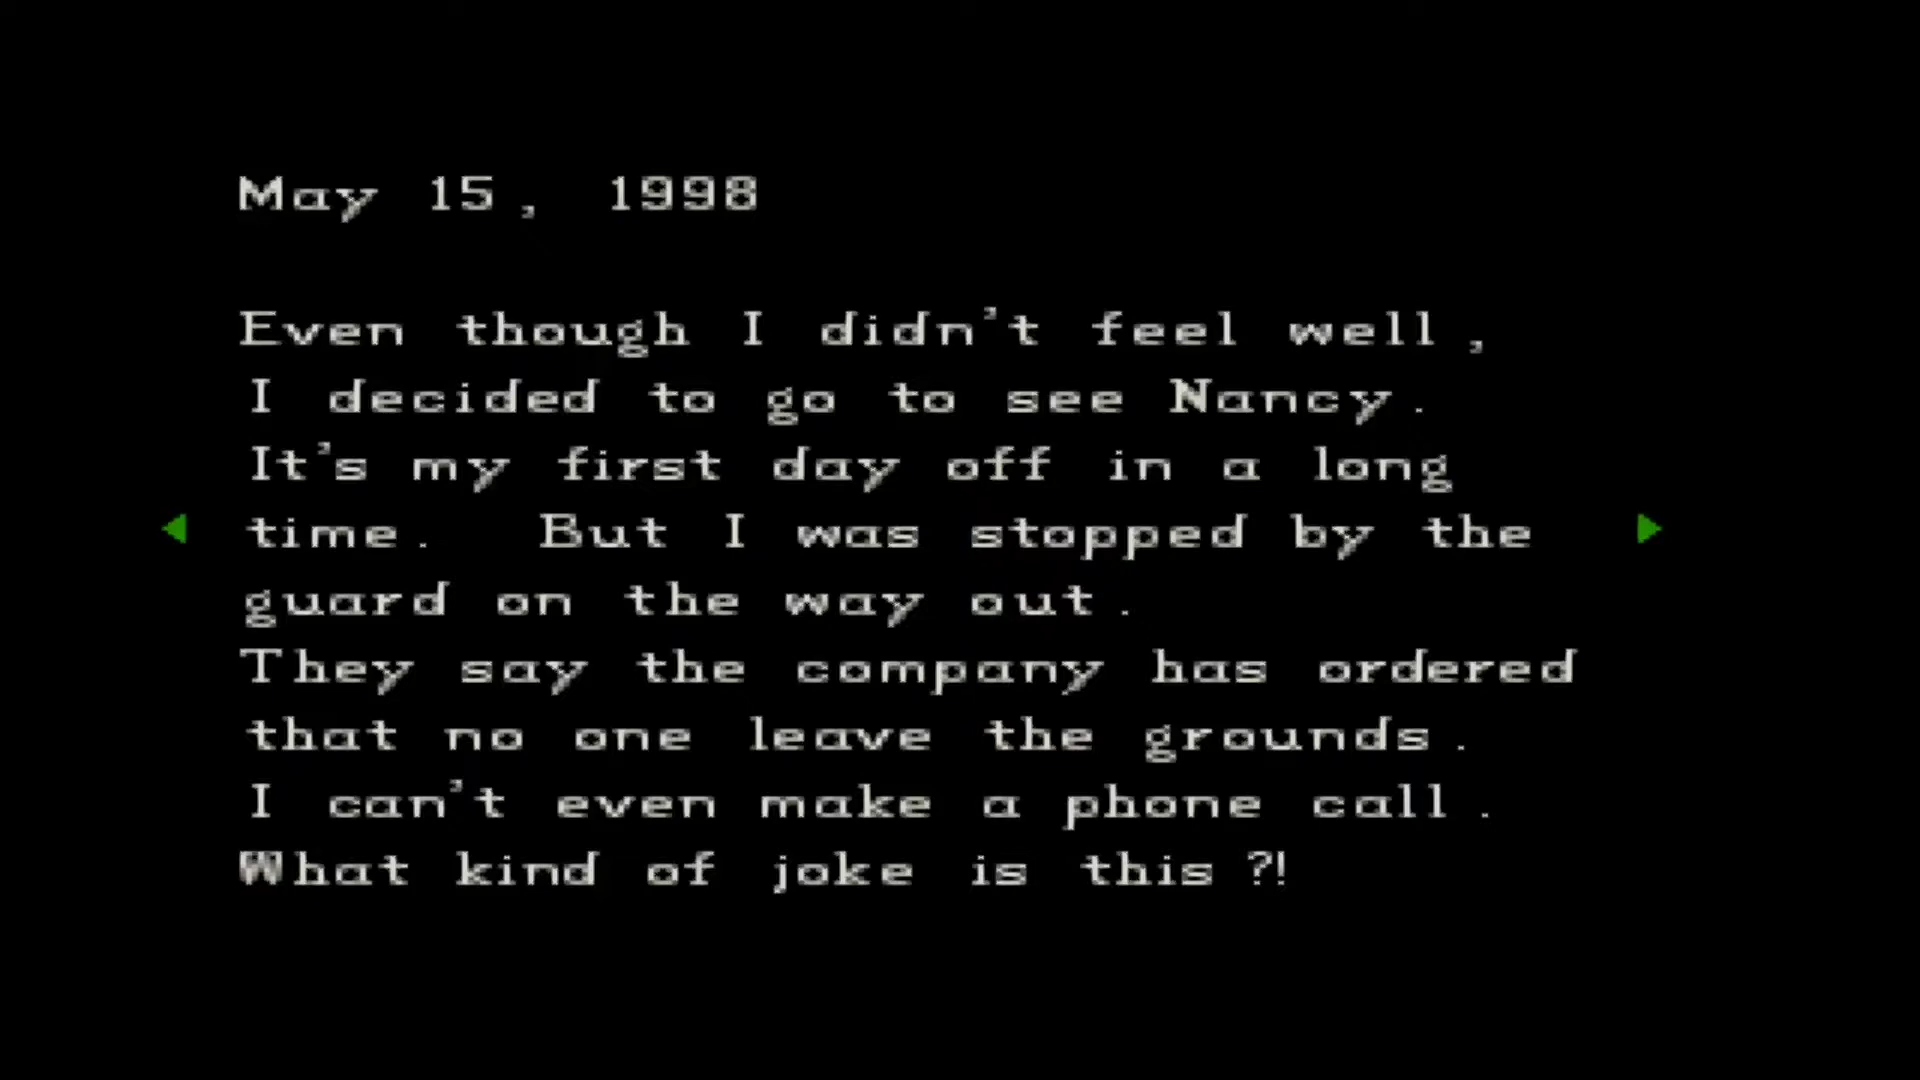 May 15, 1998
Even though I didn't feel well,
I decided to go to see Nancy.
It's my first day off in a long
time. But I was stopped by the
guard on the way out.
They say the company has ordered
that no one leave the grounds.
I can't even make a phone call.
What kind of joke is this?!